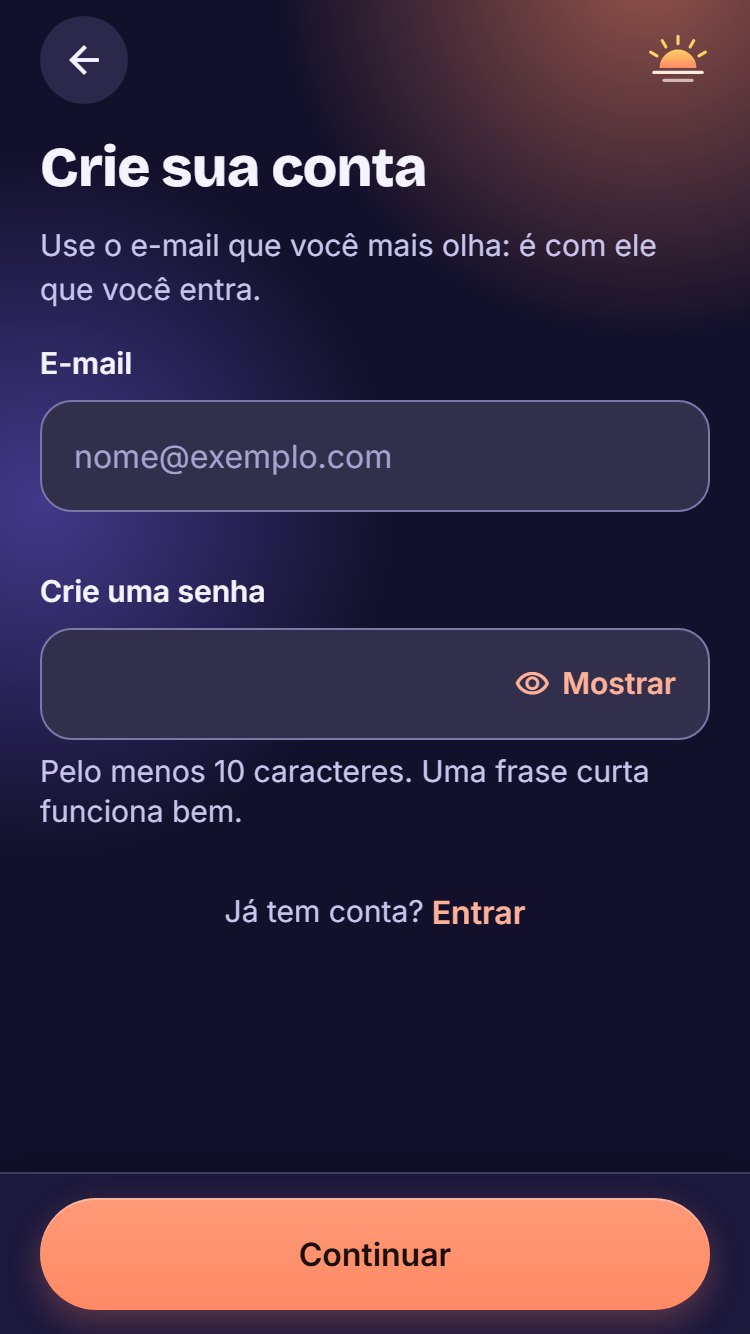 Crie sua conta
Use o e-mail que você mais olha: é com ele
que você entra.
E-mail
nome@exemplo.com
Crie uma senha
Mostrar
Pelo menos 10 caracteres. Uma frase curta
funciona bem.
Já tem conta? Entrar
Continuar